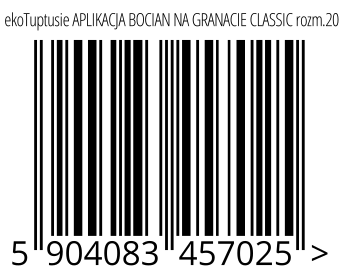 ekoTuptusie APLIKACJA BOCIAN NA GRANACIE CLASSIC rozm.20
5 904083 457025 >